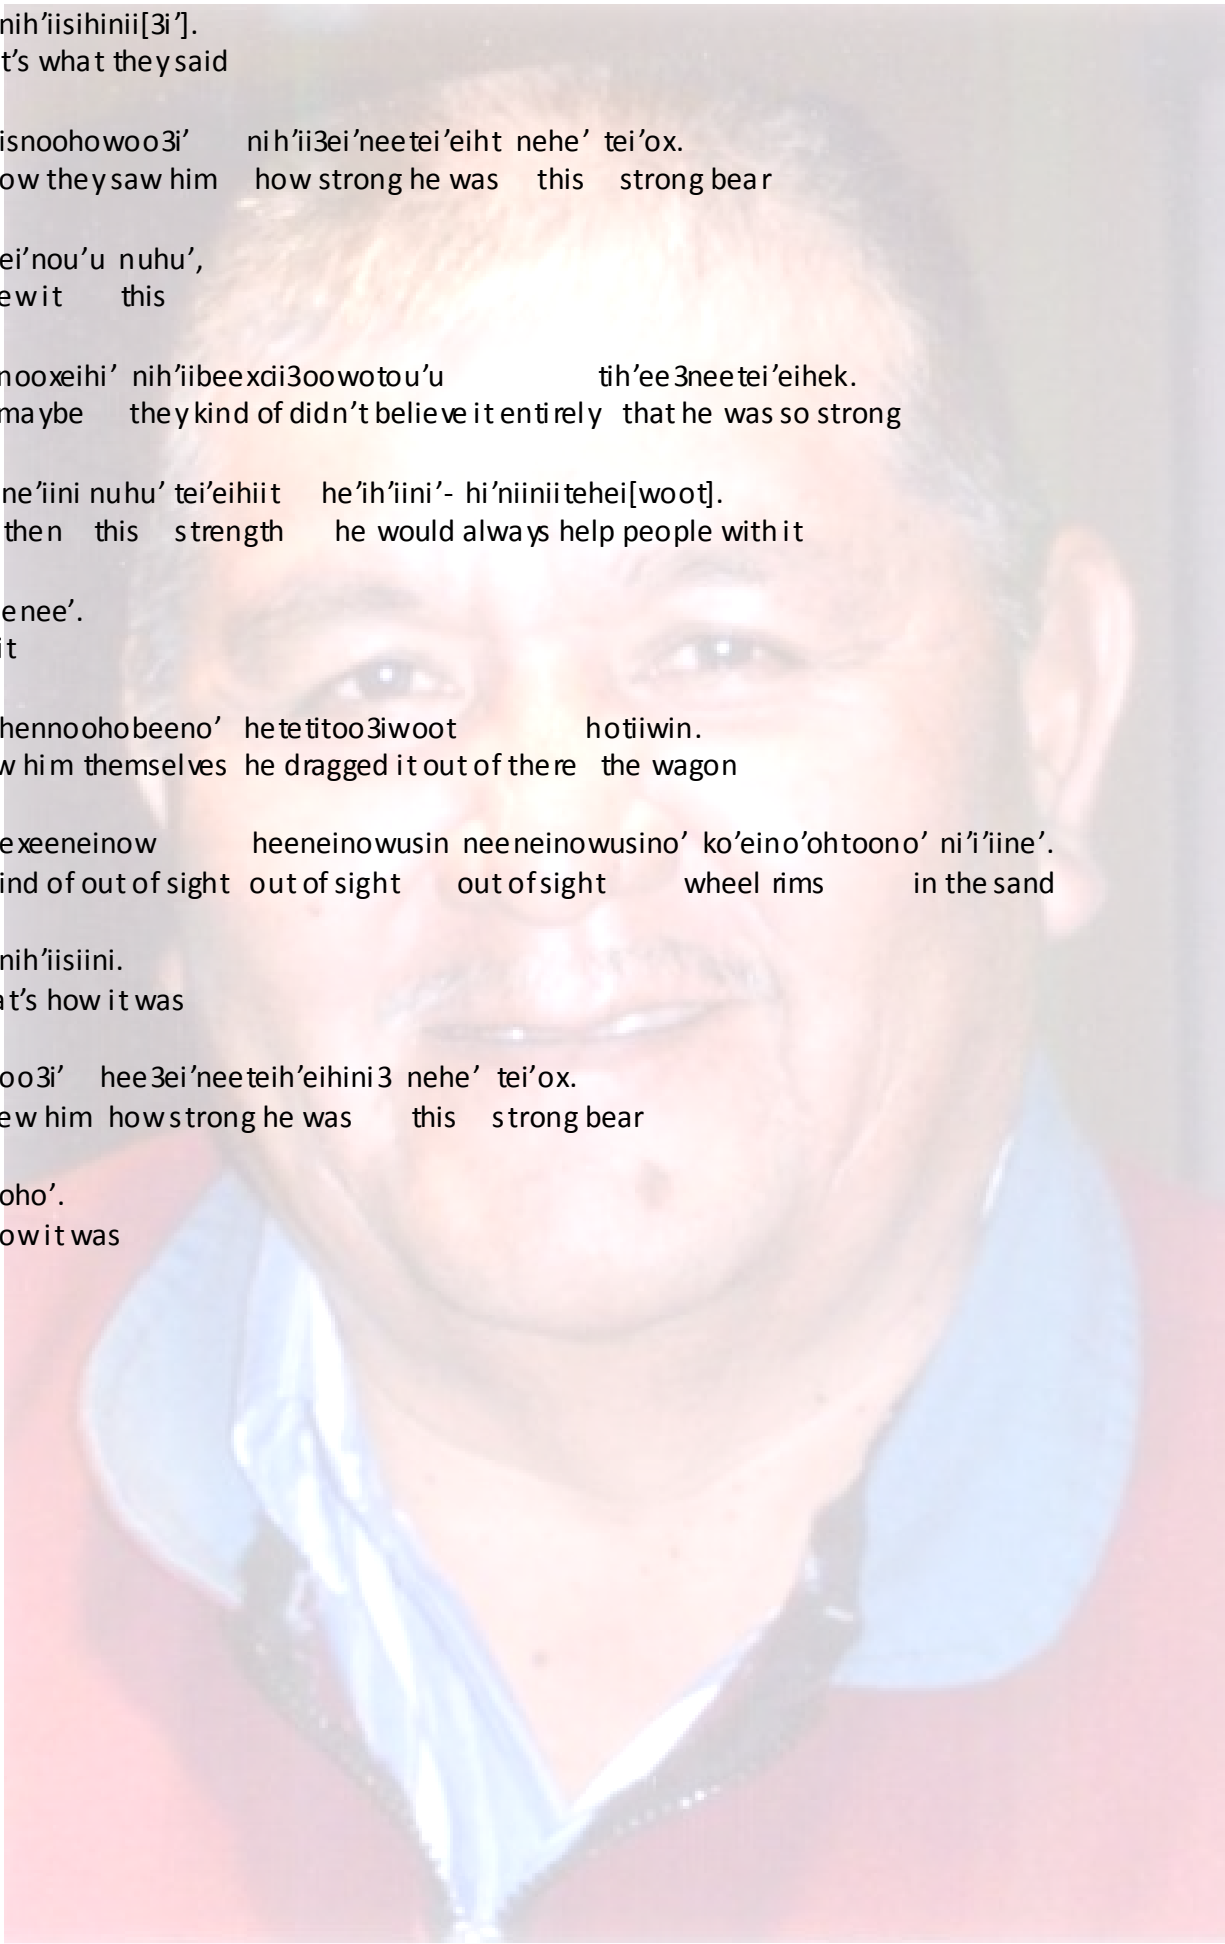 nih’iisihinii[3i’].
t’s what they said
isnoohowoo3i’ nih’ii3ei’neetei’eiht nehe’ tei’ox.
ow they saw him how strong he was this strong bear
ei’nou’u nuhu’,
ew it this
nooxeihi’ nih’iibeexcii3oowotou’u tih’ee3neetei’eihek.
maybe they kind of didn’t believe it entirely that he was so strong
ne’iini nuhu’ tei’eihiit he’ih’iini’- hi’niiniitehei[woot].
then this strength he would always help people with it
enee’.
it
hennoohobeeno’ hetetitoo3iwoot hotiiwin.
w him themselves he dragged it out of there the wagon
exeeneinow heeneinowusin neeneinowusino’ ko’eino’ohtoono’ ni’i’iine’.
ind of out of sight out of sight out of sight wheel rims in the sand
nih’iisiini.
at’s how it was
oo3i’ hee3ei’neeteih’eihini3 nehe’ tei’ox.
ew him how strong he was this strong bear
oho’.
ow it was